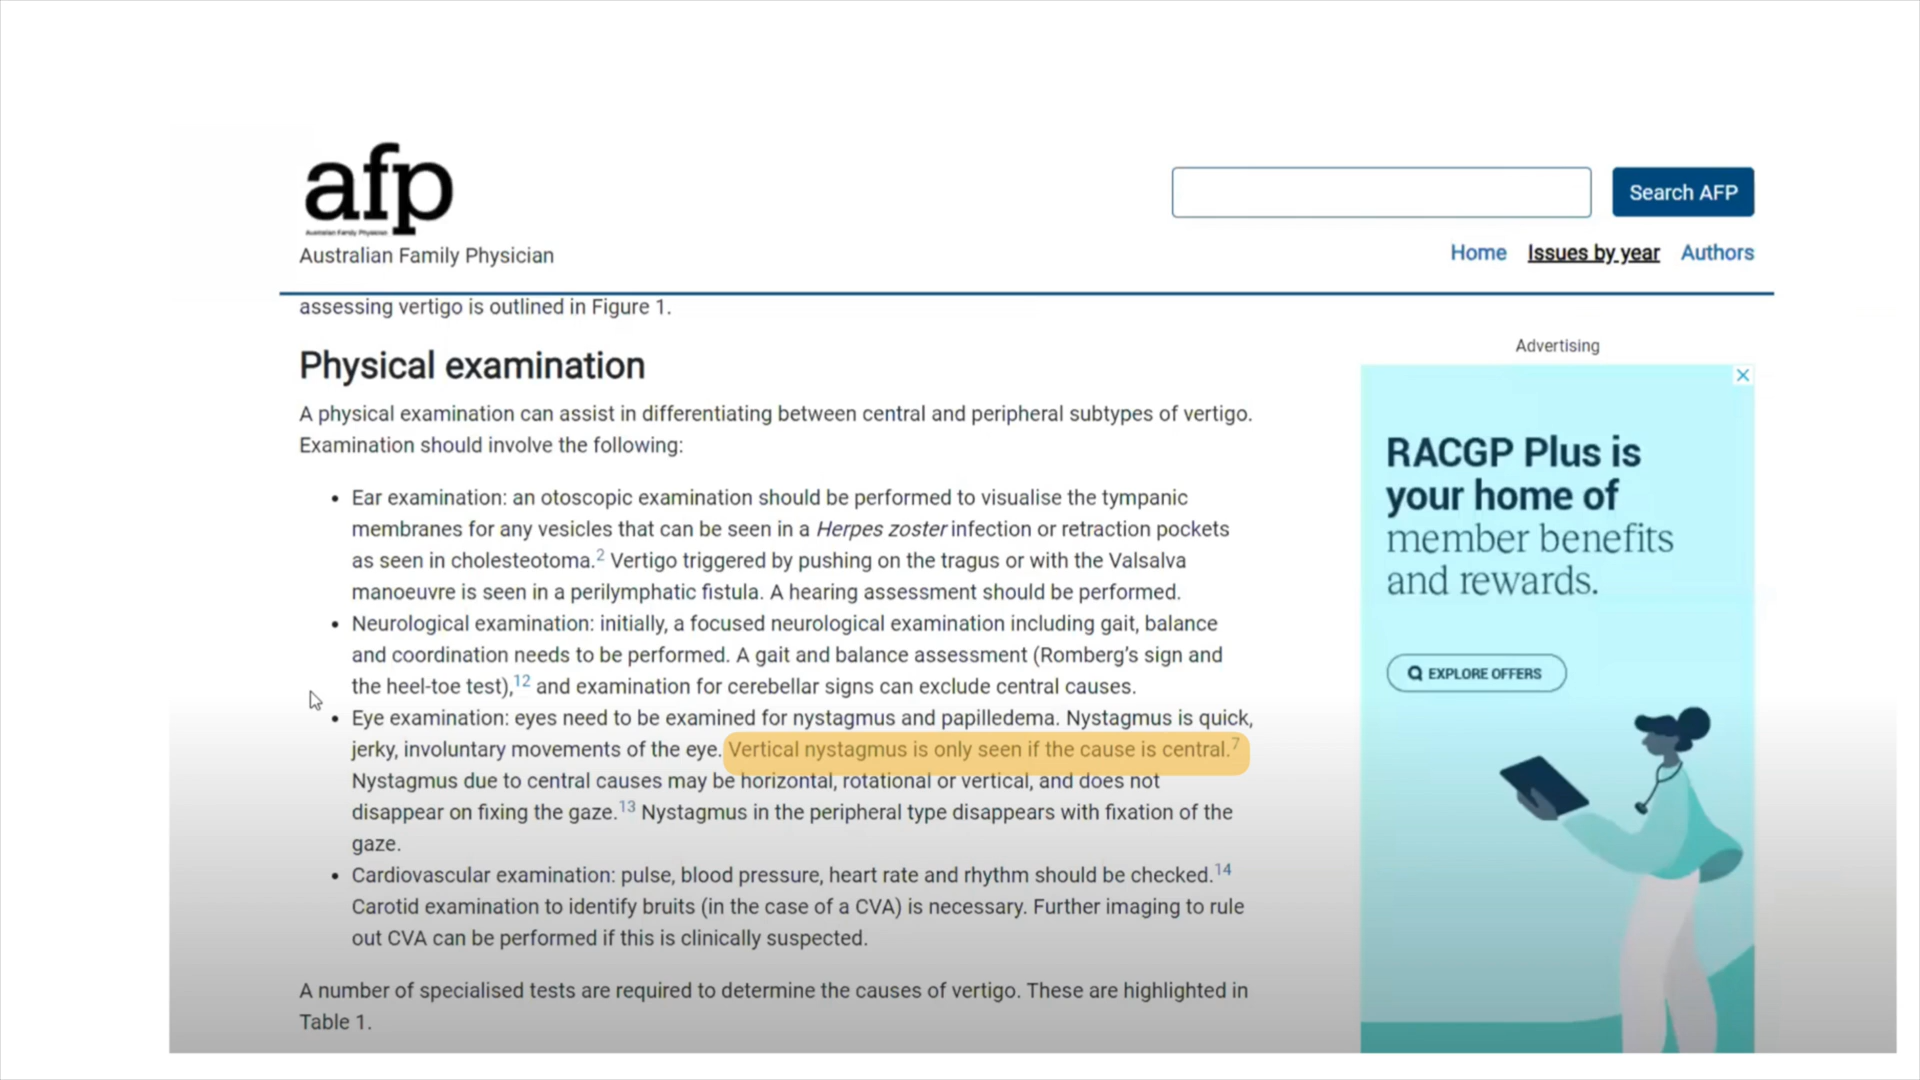 afp
Australian Family Physician
Australian Family Physician
Search AFP
Home Issues by year Authors
assessing vertigo is outlined in Figure 1.
Physical examination
A physical examination can assist in differentiating between central and peripheral subtypes of vertigo.
Examination should involve the following:
• Ear examination: an otoscopic examination should be performed to visualise the tympanic
membranes for any vesicles that can be seen in a Herpes zoster infection or retraction pockets
as seen in cholesteotoma.2 Vertigo triggered by pushing on the tragus or with the Valsalva
manoeuvre is seen in a perilymphatic fistula. A hearing assessment should be performed.
• Neurological examination: initially, a focused neurological examination including gait, balance
and coordination needs to be performed. A gait and balance assessment (Romberg's sign and
the heel-toe test),12 and examination for cerebellar signs can exclude central causes.
• Eye examination: eyes need to be examined for nystagmus and papilledema. Nystagmus is quick,
jerky, involuntary movements of the eye. Vertical nystagmus is only seen if the cause is central.7
Nystagmus due to central causes may be horizontal, rotational or vertical, and does not
disappear on fixing the gaze.13 Nystagmus in the peripheral type disappears with fixation of the
gaze.
• Cardiovascular examination: pulse, blood pressure, heart rate and rhythm should be checked.14
Carotid examination to identify bruits (in the case of a CVA) is necessary. Further imaging to rule
out CVA can be performed if this is clinically suspected.
A number of specialised tests are required to determine the causes of vertigo. These are highlighted in
Table 1.
Advertising
RACGP Plus is
your home of
member benefits
and rewards.
EXPLORE OFFERS